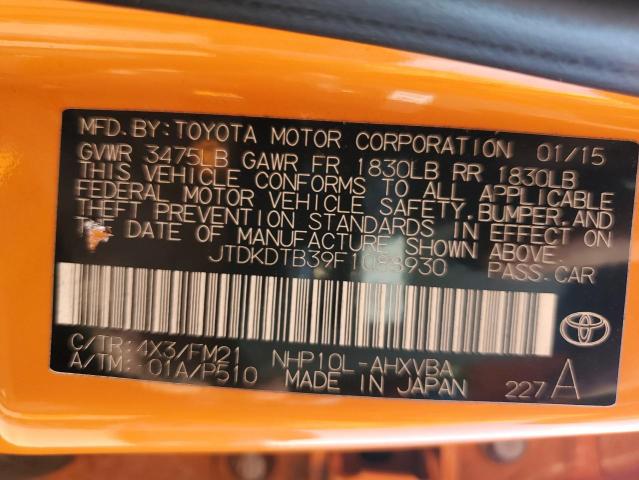 MFD.BY:TOYOTA MOTOR CORPORATION 01/15
GVWR 3475LB GAWR FR 1830LB RR 1830LB
THIS VEHICLE CONFORMS TO ALL APPLICABLE
FEDERAL MOTOR VEHICLE SAFETY,BUMPER,AND
THEFT PREVENTION STANDARDS IN EFFECT ON
THE DATE OF MANUFACTURE SHOWN ABOVE.
JTDKDTB39F1088930 PASS.CAR
C/TR:4X3/FM21 NHP10L-AHXVBA
A/TM: 01A/P510 MADE IN JAPAN 227A